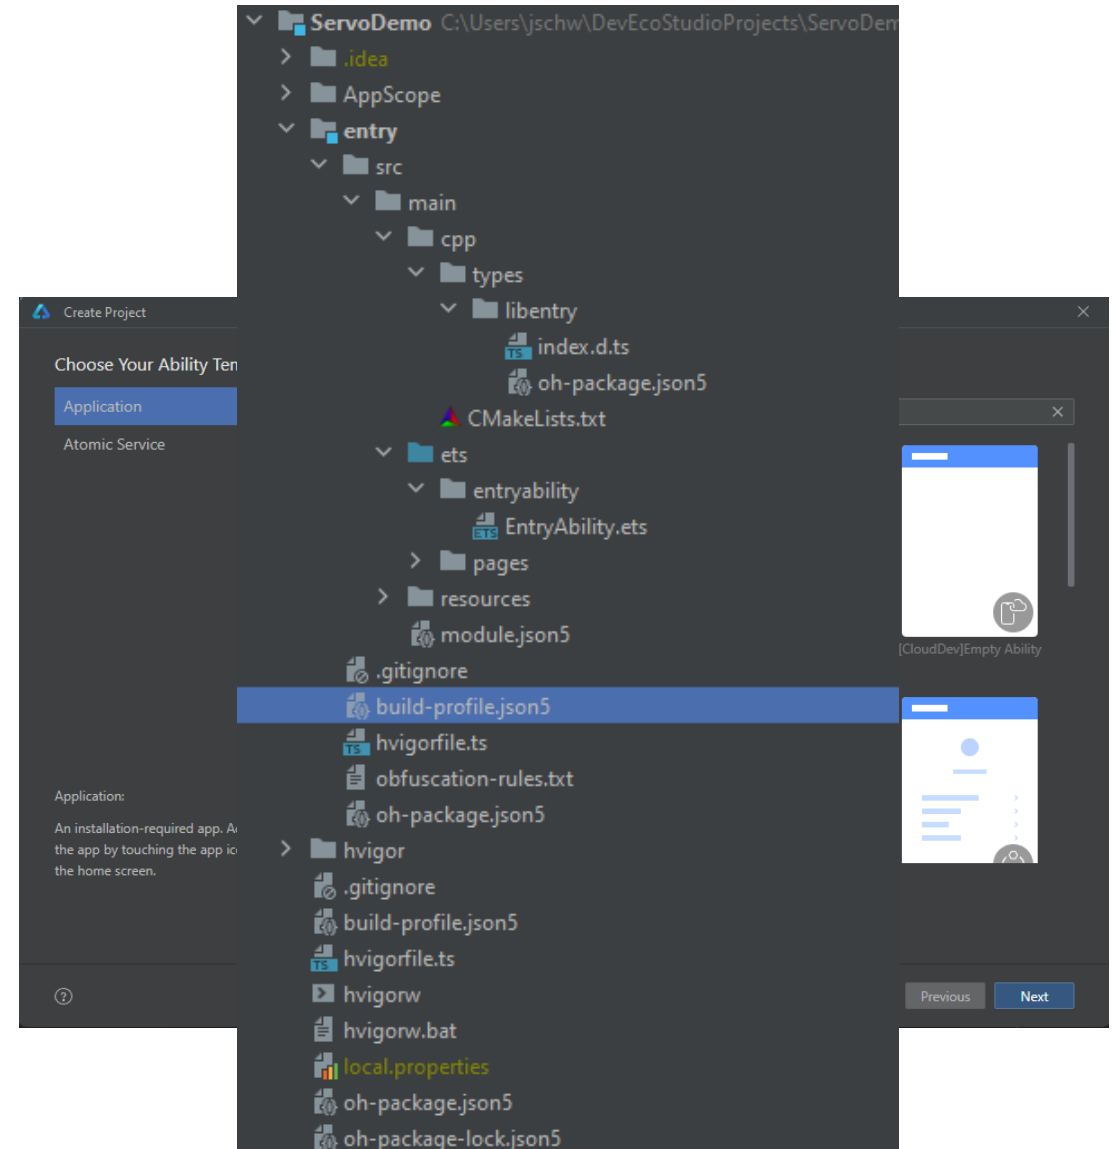 ServoDemo C:\Users\jschw\DevEcoStudioProjects\ServoDem
.idea
AppScope
entry
src
main
cpp
types
libentry
index.d.ts
oh-package.json5
CMakeLists.txt
ets
entryability
EntryAbility.ets
pages
resources
module.json5
.gitignore
build-profile.json5
hvigorfile.ts
obfuscation-rules.txt
oh-package.json5
hvigor
.gitignore
build-profile.json5
hvigorfile.ts
hvigorw
hvigorw.bat
local.properties
oh-package.json5
oh-package-lock.json5
Create Project
Choose Your Ability Tem
Application
Atomic Service
Application:
An installation-required app. A
the app by touching the app ic
the home screen.
[CloudDev]Empty Ability
Previous
Next